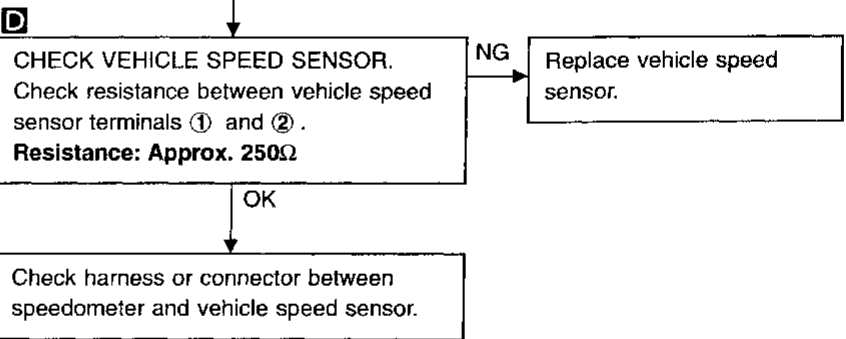 D
CHECK VEHICLE SPEED SENSOR.
Check resistance between vehicle speed
sensor terminals ① and ② .
Resistance: Approx. 250Ω
NG
Replace vehicle speed
sensor.
OK
Check harness or connector between
speedometer and vehicle speed sensor.